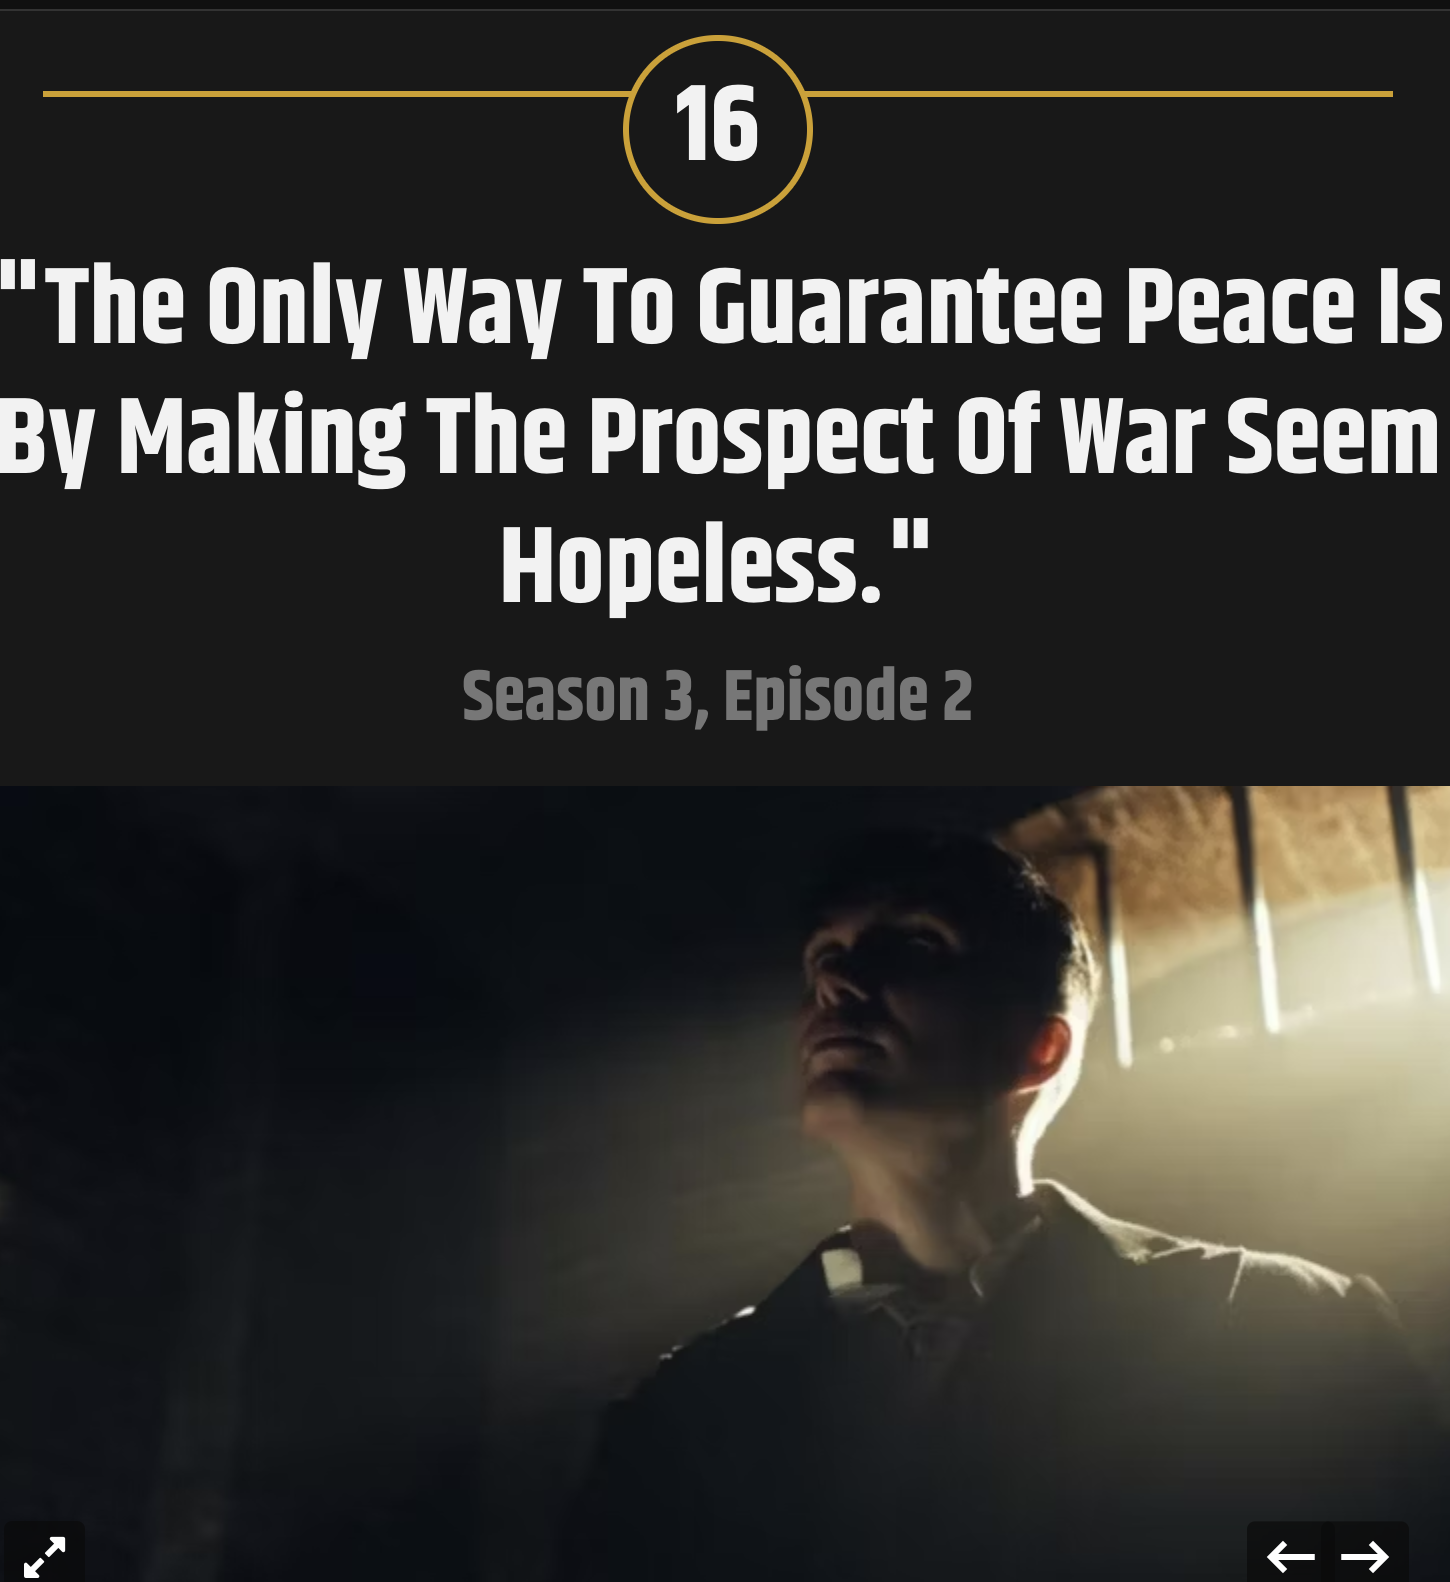 16
"The Only Way To Guarantee Peace Is
By Making The Prospect Of War Seem
Hopeless."
Season 3, Episode 2